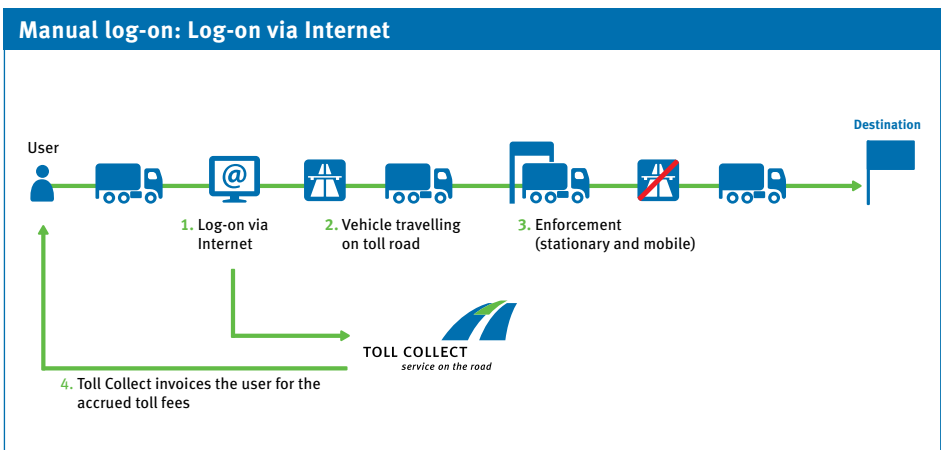 Manual log-on: Log-on via Internet
Destination
User
@
1. Log-on via
Internet
2. Vehicle travelling
on toll road
3. Enforcement
(stationary and mobile)
TOLL COLLECT
service on the road
4. Toll Collect invoices the user for the
accrued toll fees